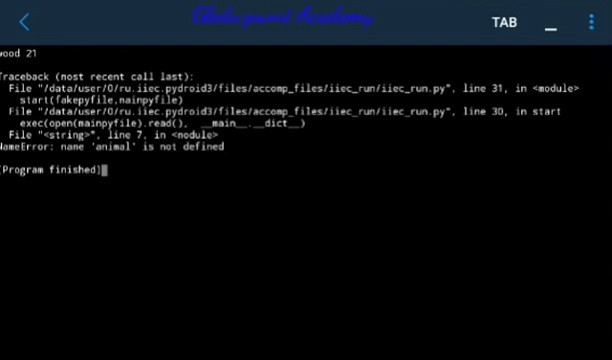 TAB
wood 21
Traceback (most recent call last):
File "/data/user/0/ru.iiec.pydroid3/files/accomp_files/iiec_run/iiec_run.py", line 31, in <module>
start(fakepyfile,mainpyfile)
File "/data/user/0/ru.iiec.pydroid3/files/accomp_files/iiec_run/iiec_run.py", line 30, in start
exec(open(mainpyfile).read(), __main__.__dict__)
File "<string>", line 7, in <module>
NameError: name 'animal' is not defined
[Program finished]